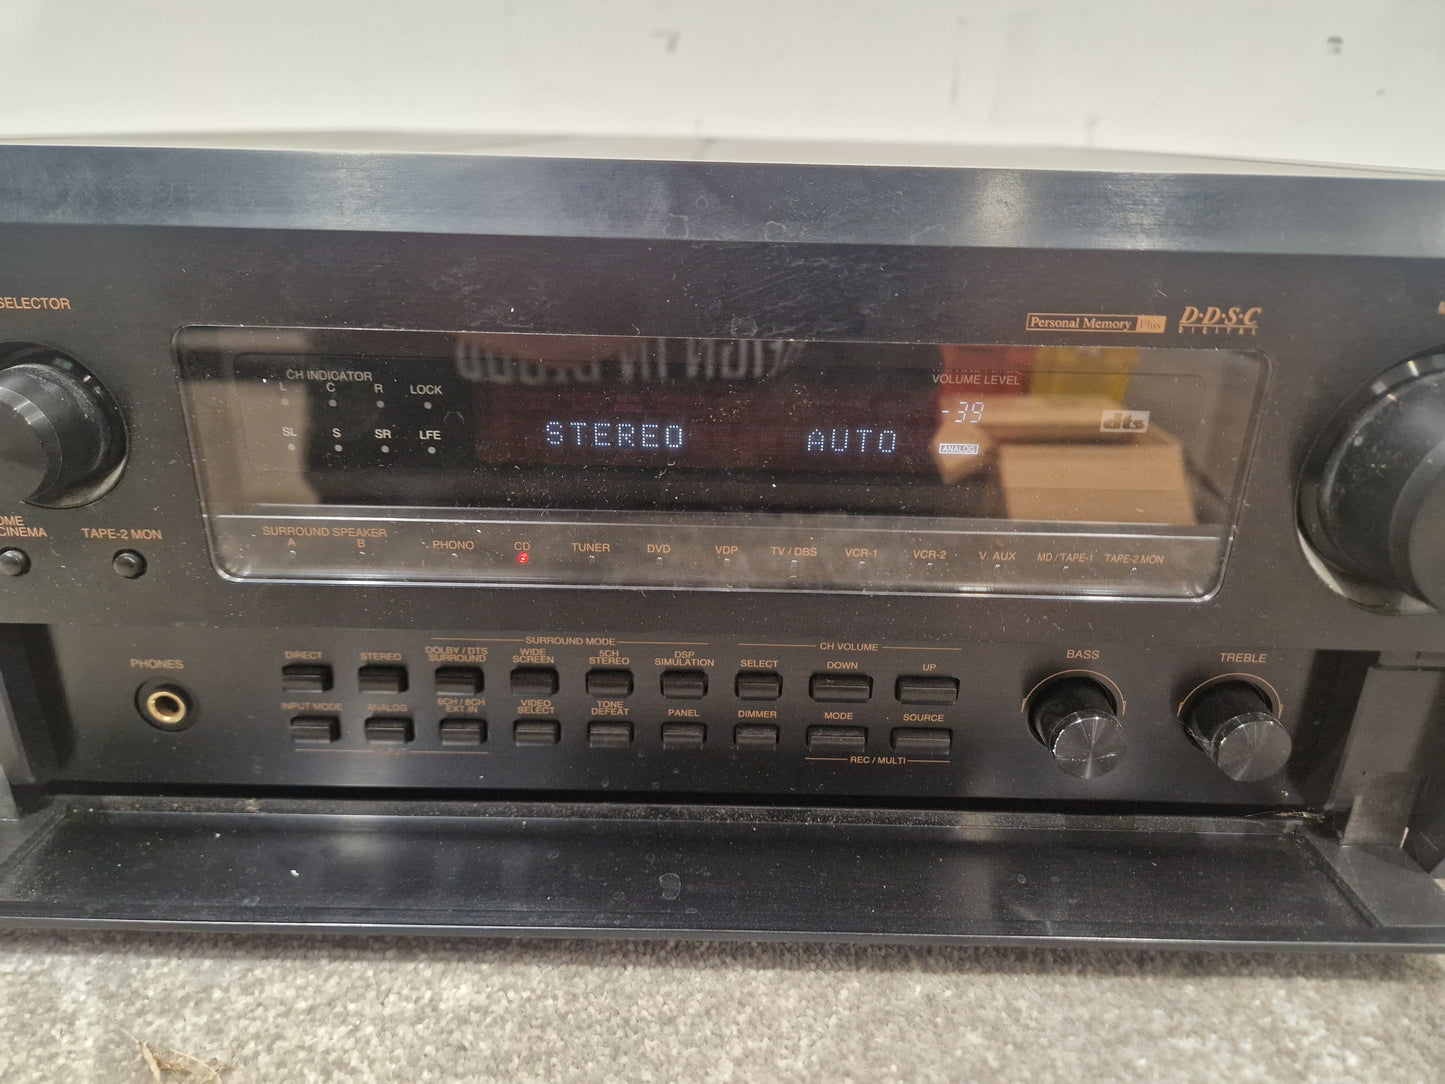 SELECTOR
Personal Memory Plus
D·D·S·C
DIGITAL
CH INDICATOR
L C R LOCK
SL S SR LFE
STEREO AUTO
VOLUME LEVEL
-39
ANALOG
dts
CINEMA
TAPE-2 MON
SURROUND SPEAKER
A B
PHONO CD TUNER DVD VDP TV / DBS VCR-1 VCR-2 V. AUX MD / TAPE-1 TAPE-2 MON
PHONES
SURROUND MODE
DIRECT
STEREO
DOLBY / DTS
SURROUND
WIDE
SCREEN
5CH
STEREO
DSP
SIMULATION
CH VOLUME
SELECT
DOWN
UP
INPUT MODE
ANALOG
6CH / 8CH
EXT IN
INPUT
VIDEO
SELECT
TONE
DEFEAT
PANEL
DIMMER
MODE
SOURCE
REC / MULTI
BASS
TREBLE